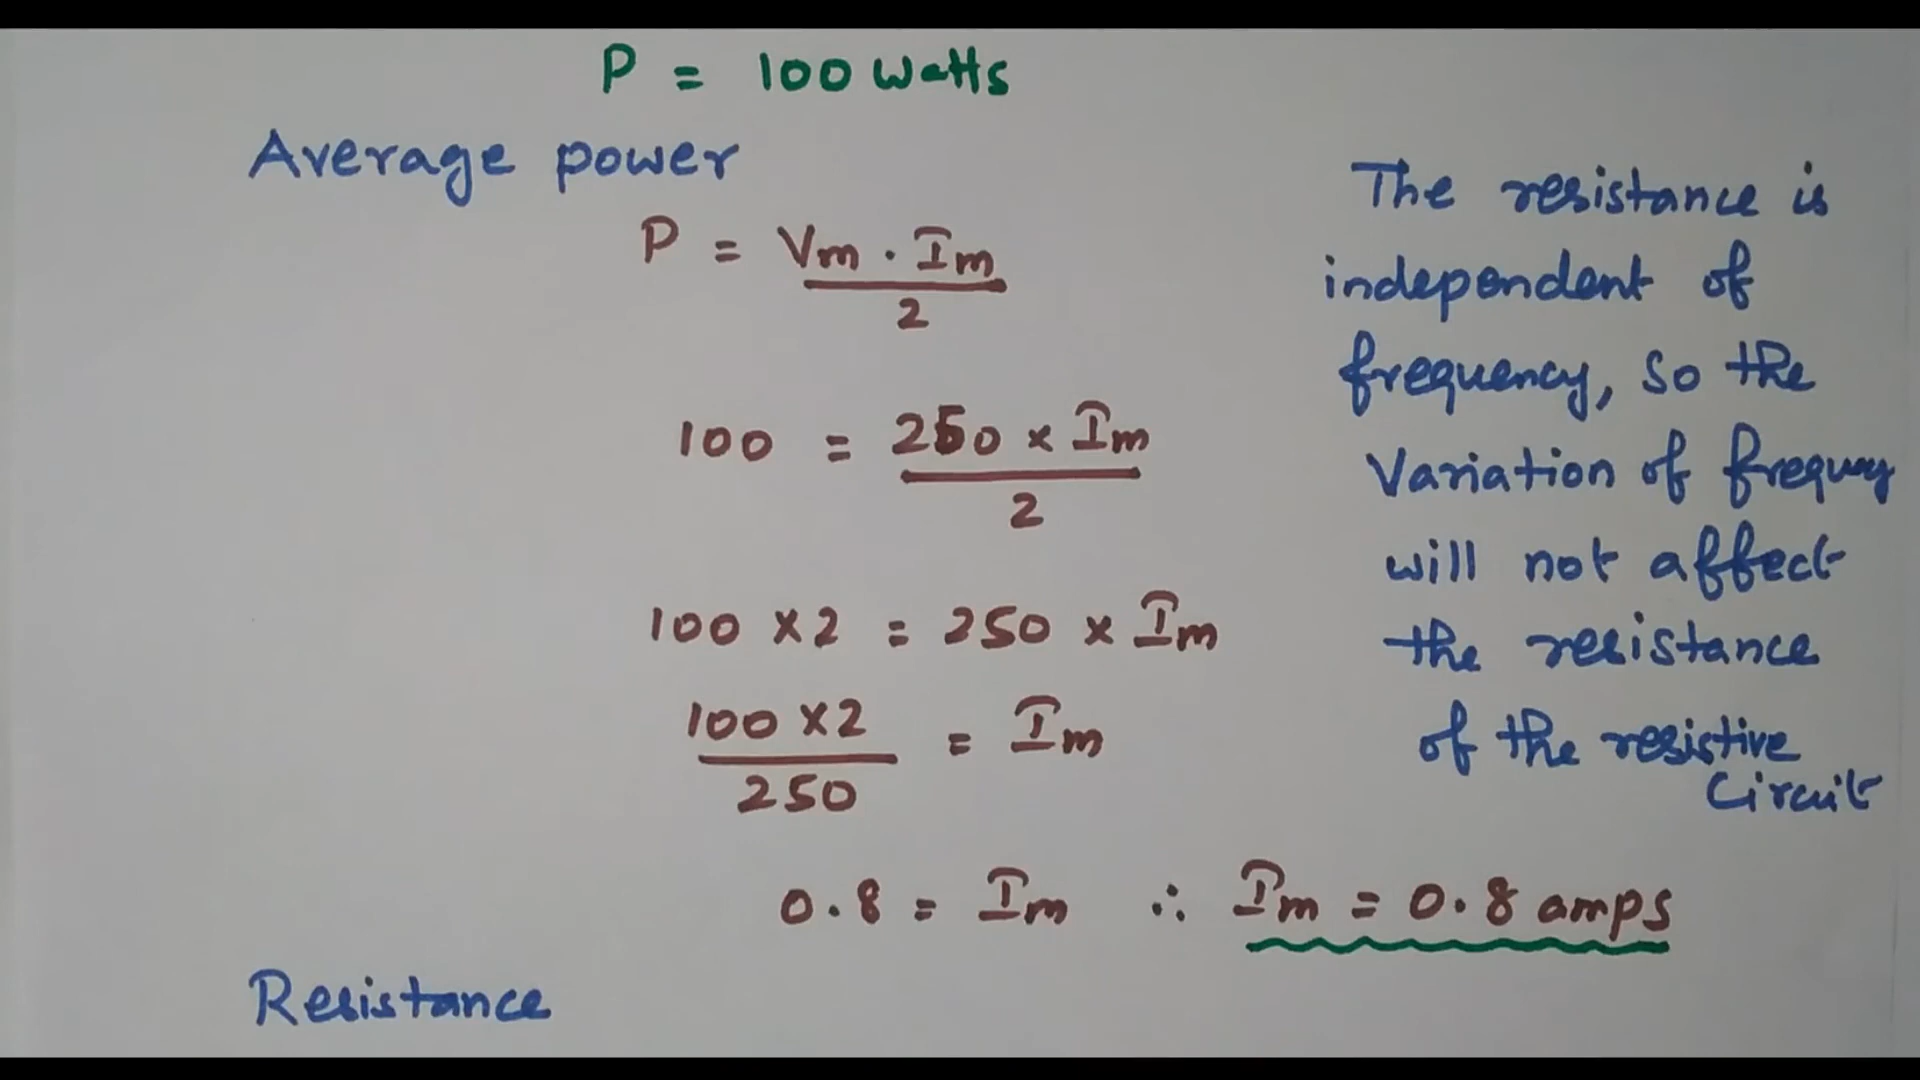 P = 100 watts
Average power
P = Vm . Im
2
100 = 250 x Im
2
100 x 2 = 250 x Im
100 x 2 = Im
250
0.8 = Im ∴ Im = 0.8 amps
Resistance
The resistance is
independent of
frequency, so the
Variation of frequency
will not affect
the resistance
of the resistive
Circuit